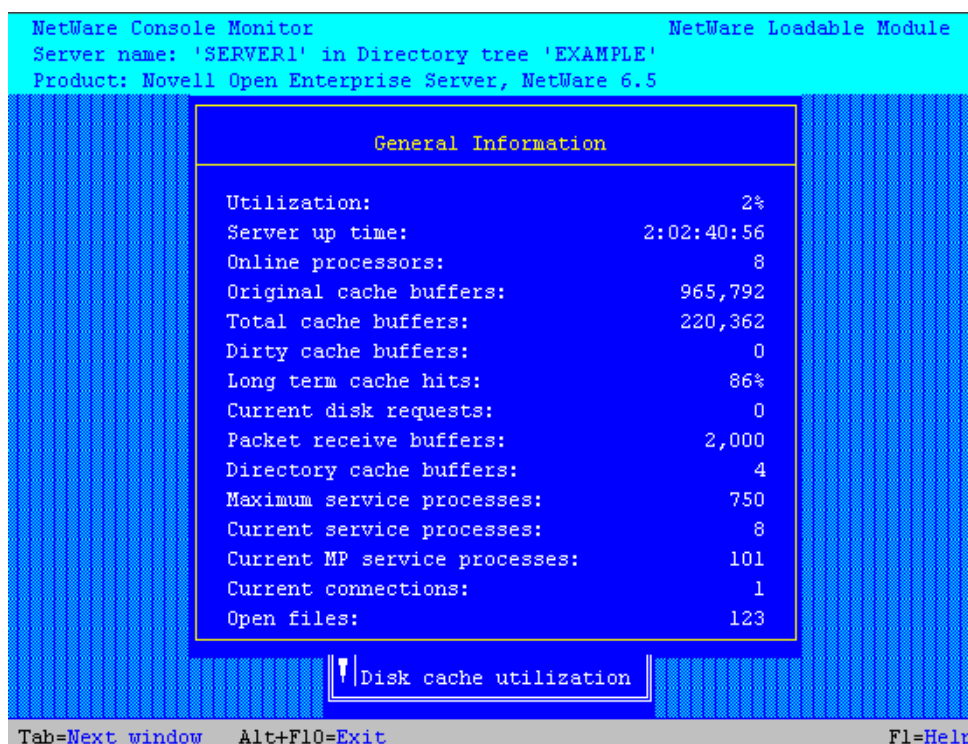 NetWare Console Monitor NetWare Loadable Module
Server name: 'SERVER1' in Directory tree 'EXAMPLE'
Product: Novell Open Enterprise Server, NetWare 6.5
General Information
Utilization: 2%
Server up time: 2:02:40:56
Online processors: 8
Original cache buffers: 965,792
Total cache buffers: 220,362
Dirty cache buffers: 0
Long term cache hits: 86%
Current disk requests: 0
Packet receive buffers: 2,000
Directory cache buffers: 4
Maximum service processes: 750
Current service processes: 8
Current MP service processes: 101
Current connections: 1
Open files: 123
Disk cache utilization
Tab=Next window Alt+F10=Exit F1=Help